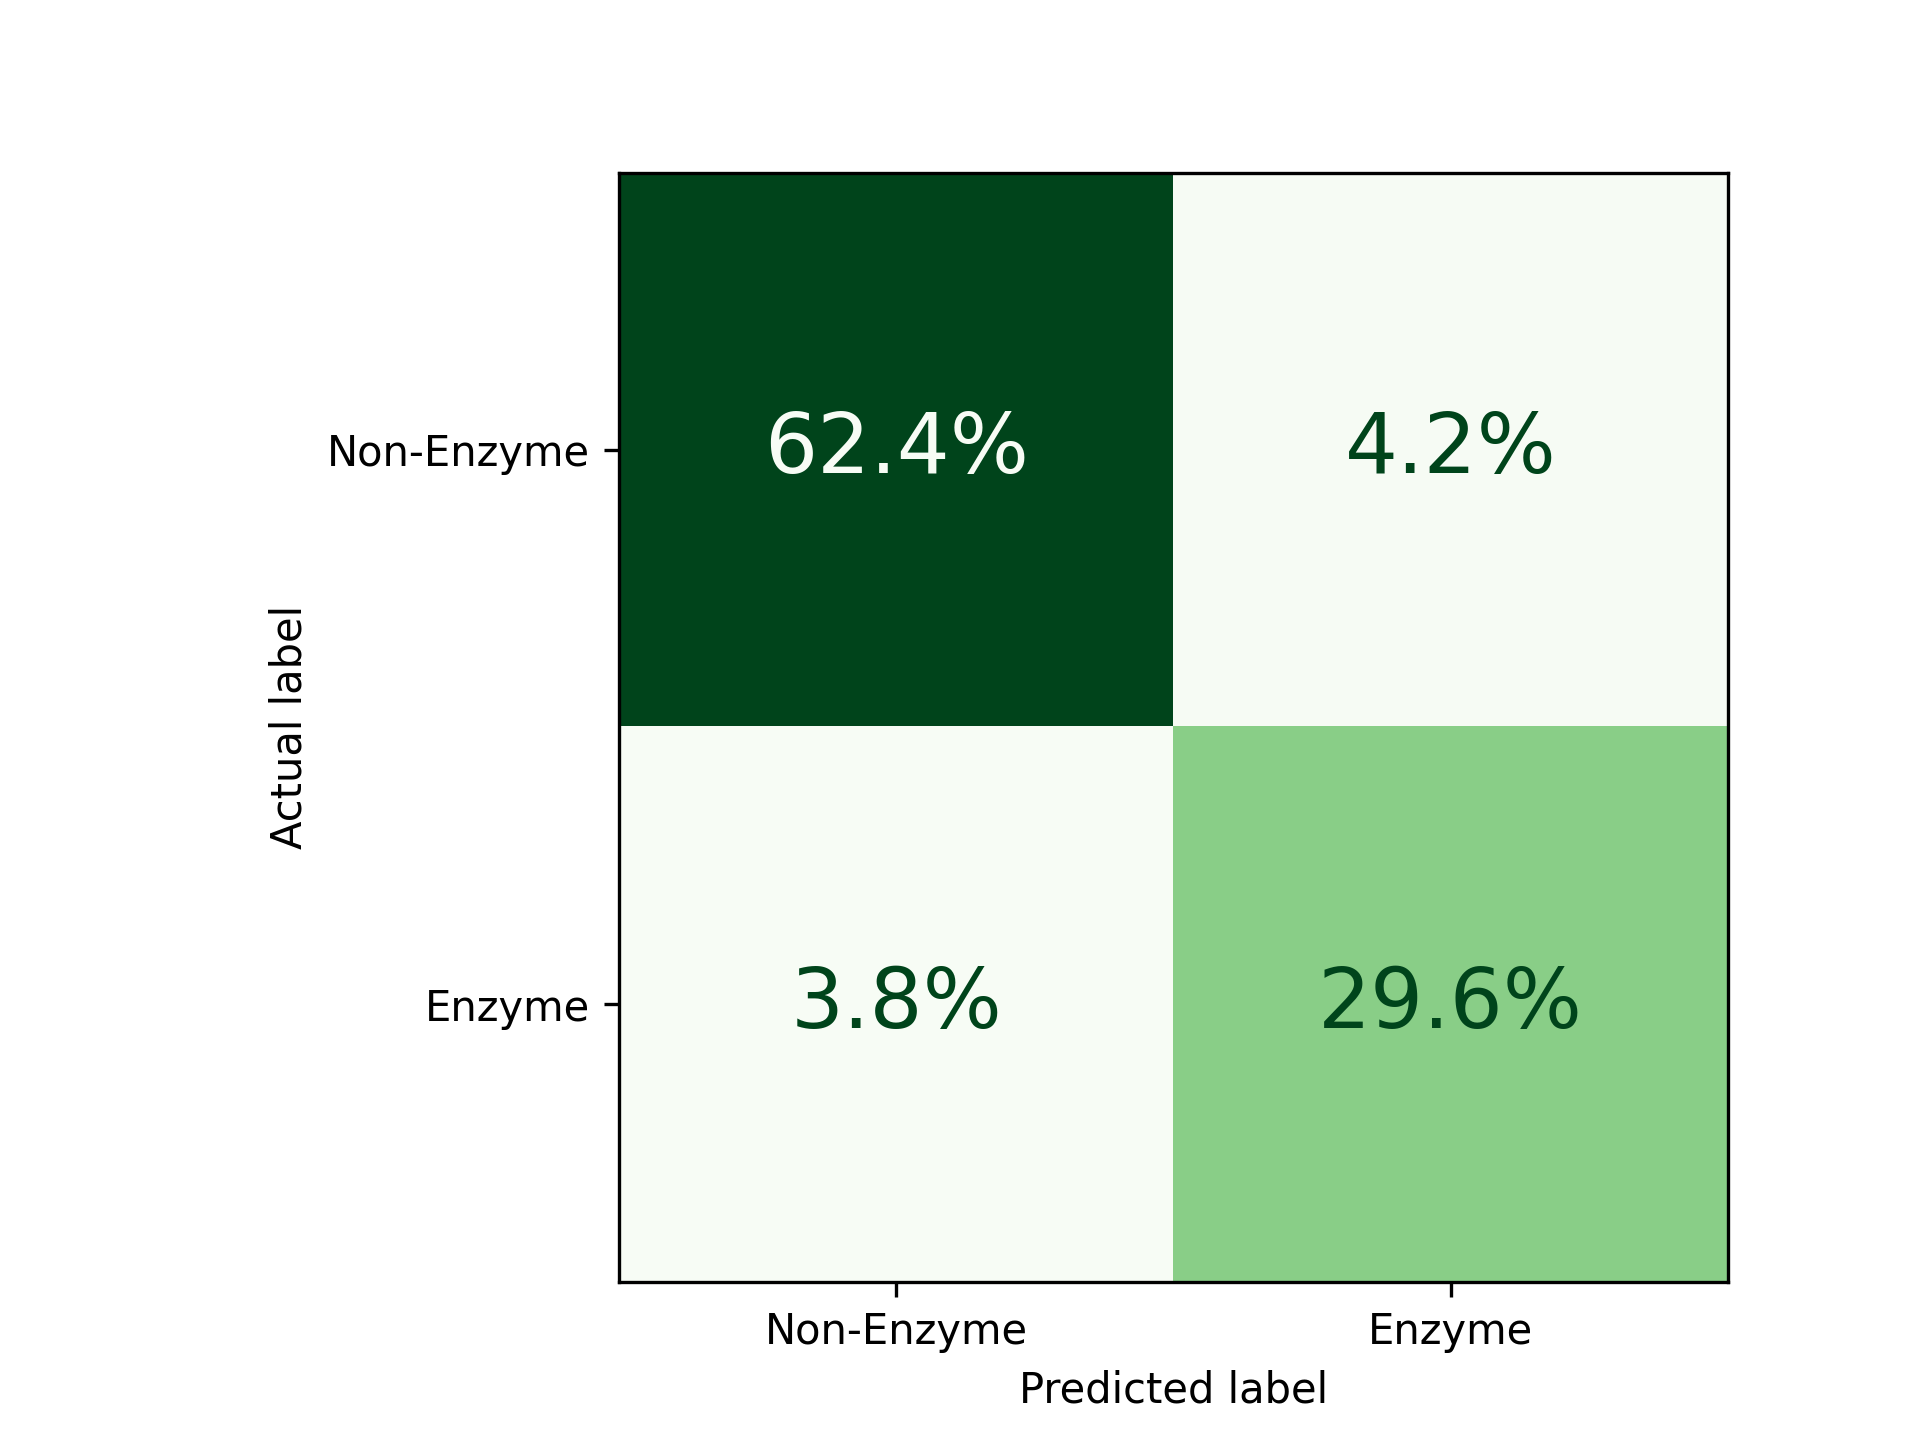 62.4%
4.2%
Non-Enzyme
Actual label
3.8%
29.6%
Enzyme
Non-Enzyme
Enzyme
Predicted label